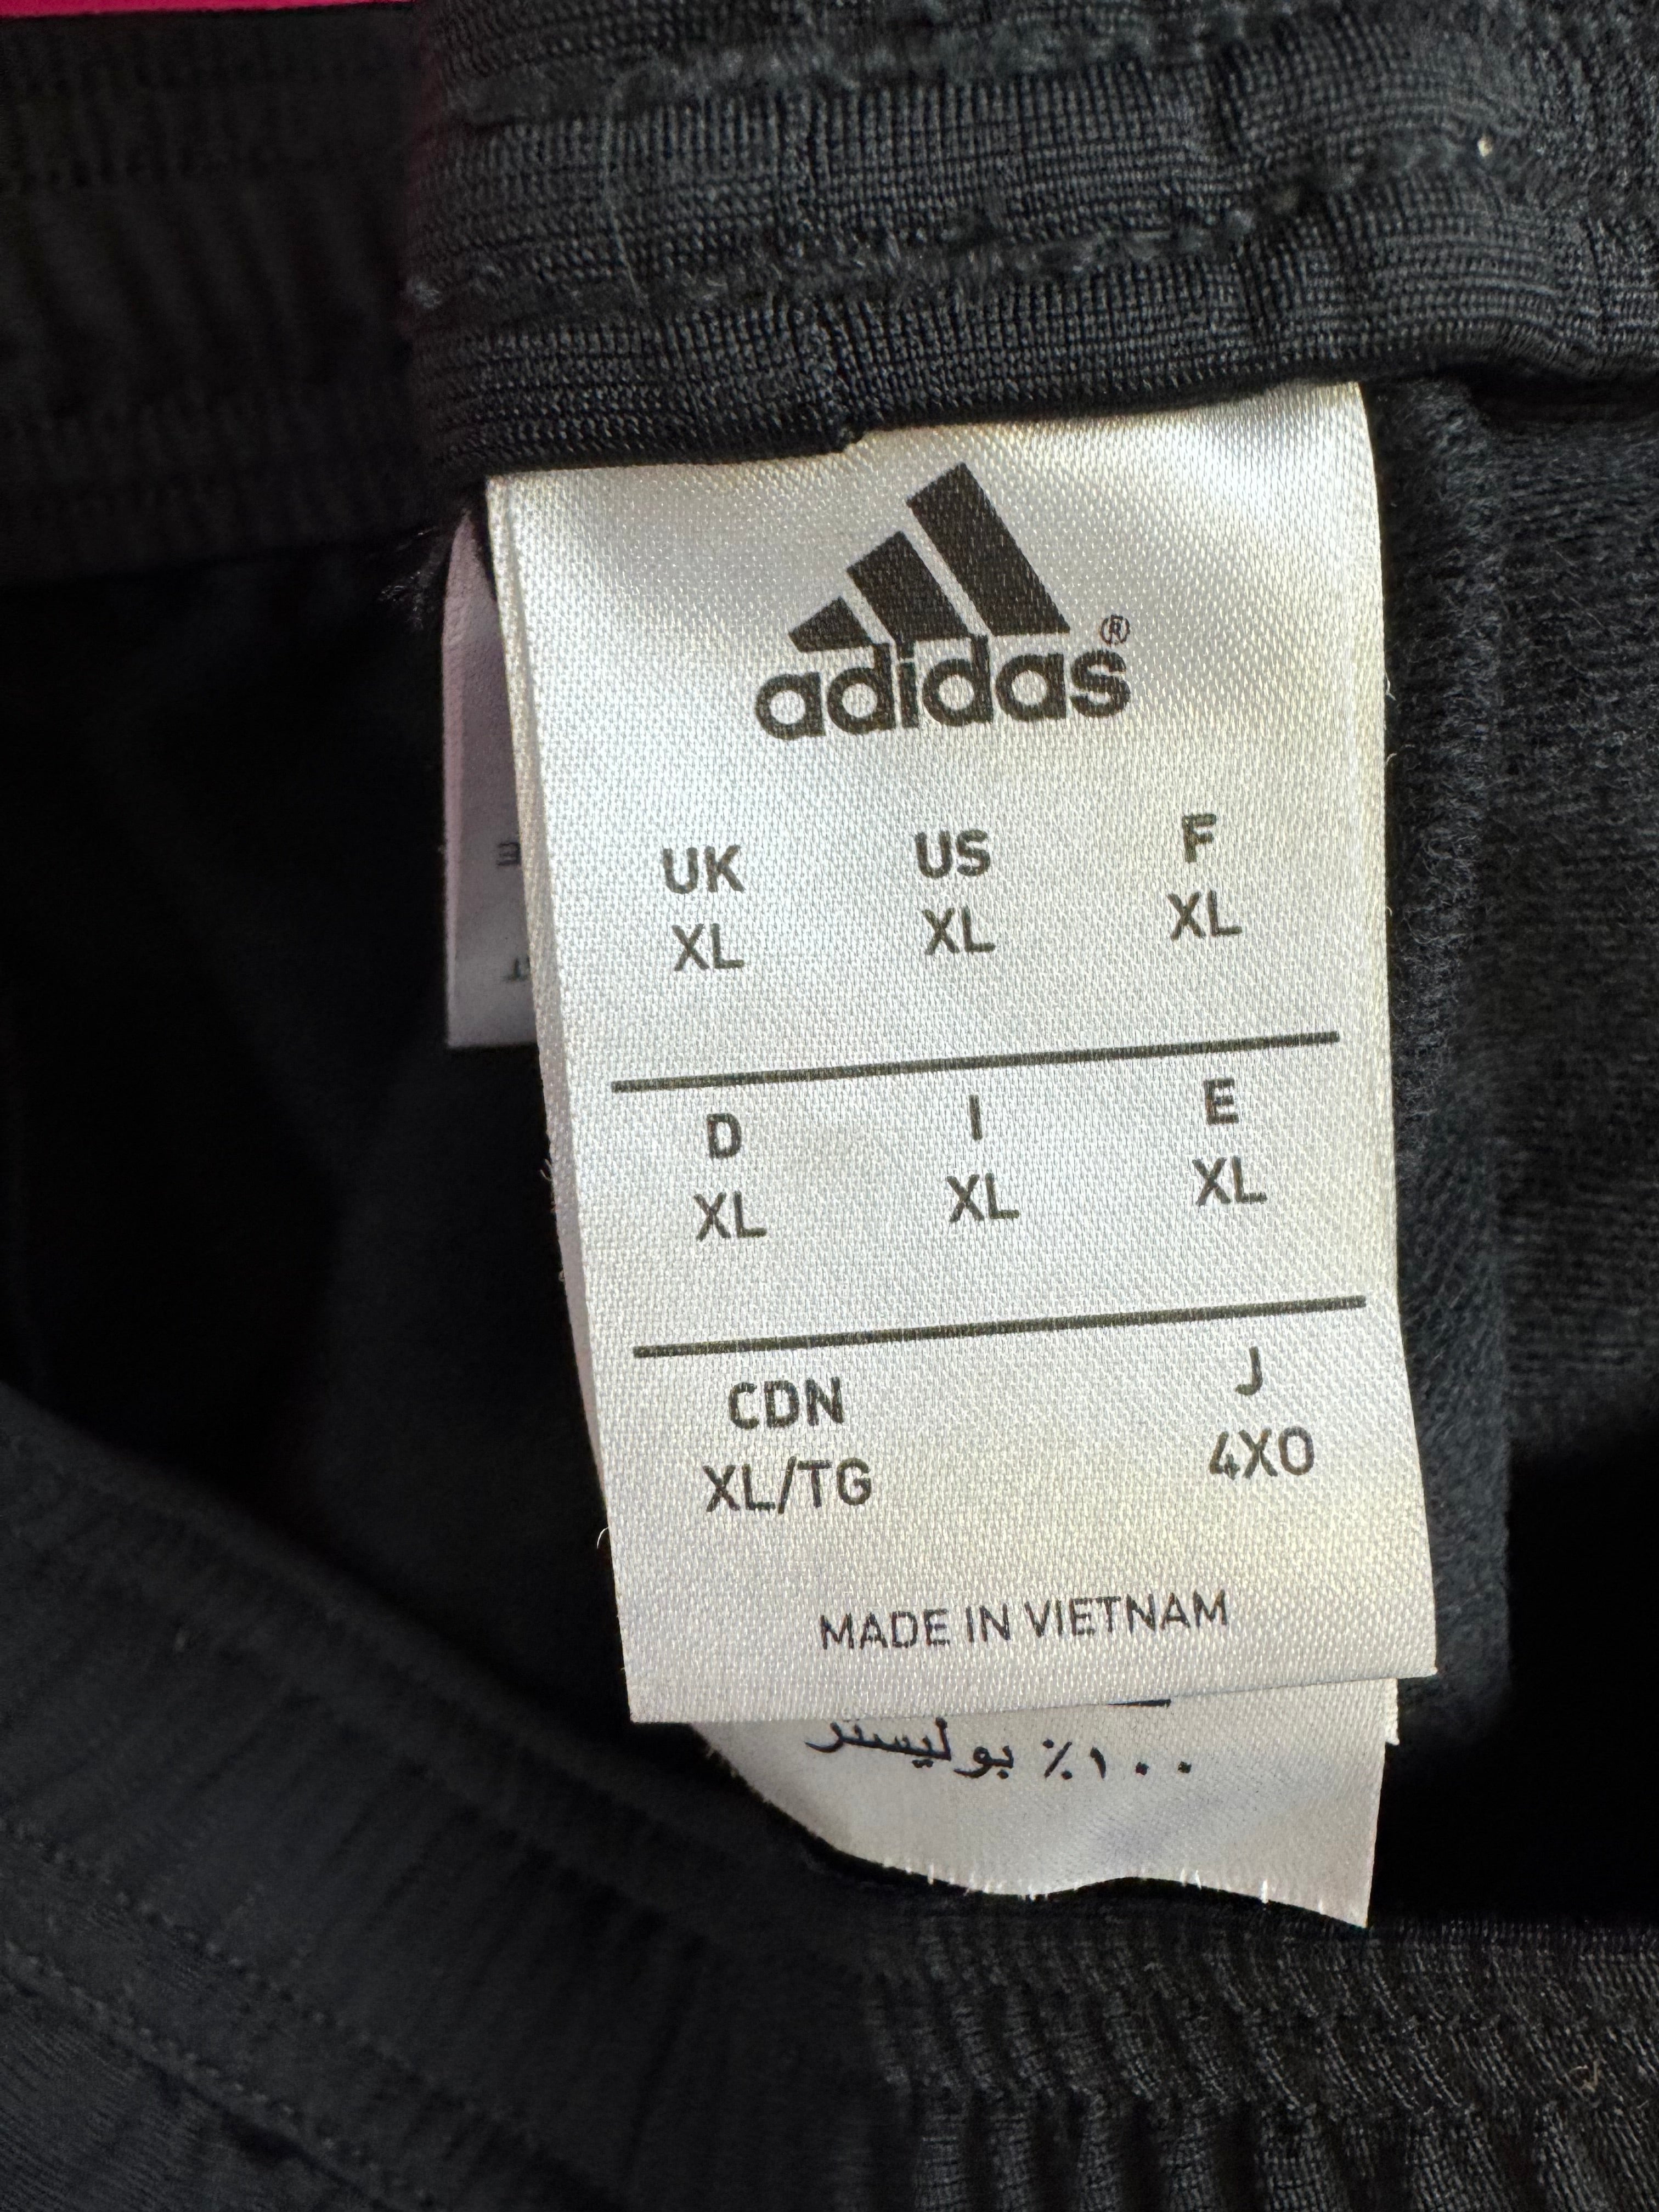 adidas®
UK US F
XL XL XL
D I E
XL XL XL
CDN J
XL/TG 4XO
MADE IN VIETNAM
١٠٠٪ بوليستر